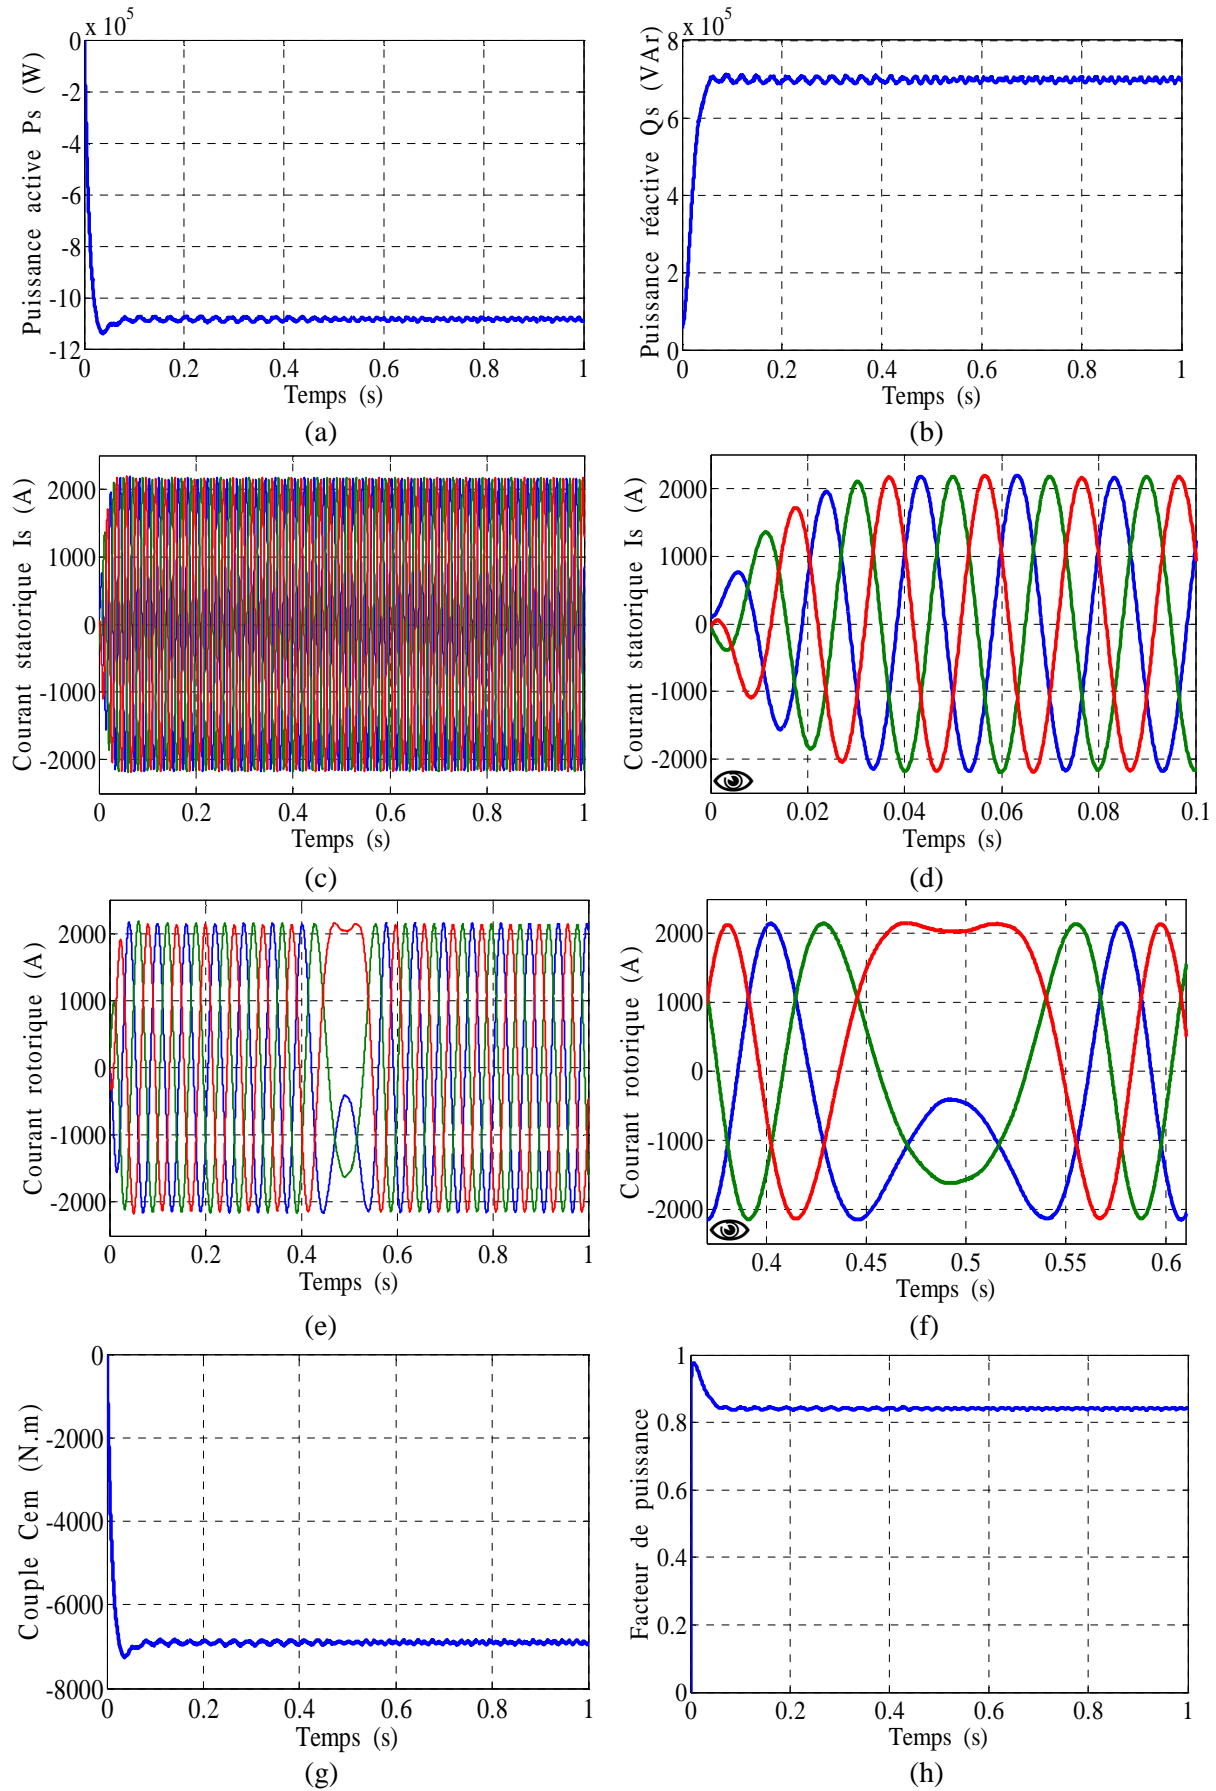 x 10^5
Puissance active Ps (W)
0
-2
-4
-6
-8
-10
-12
0 0.2 0.4 0.6 0.8 1
Temps (s)
(a)
x 10^5
Puissance réactive Qs (VAr)
8
6
4
2
0
0 0.2 0.4 0.6 0.8 1
Temps (s)
(b)
Courant statorique Is (A)
2000
1000
0
-1000
-2000
0 0.2 0.4 0.6 0.8 1
Temps (s)
(c)
Courant statorique Is (A)
2000
1000
0
-1000
-2000
0 0.02 0.04 0.06 0.08 0.1
Temps (s)
(d)
Courant rotorique (A)
2000
1000
0
-1000
-2000
0 0.2 0.4 0.6 0.8 1
Temps (s)
(e)
Courant rotorique (A)
2000
1000
0
-1000
-2000
0.4 0.45 0.5 0.55 0.6
Temps (s)
(f)
Couple Cem (N.m)
0
-2000
-4000
-6000
-8000
0 0.2 0.4 0.6 0.8 1
Temps (s)
(g)
Facteur de puissance
1
0.8
0.6
0.4
0.2
0
0 0.2 0.4 0.6 0.8 1
Temps (s)
(h)